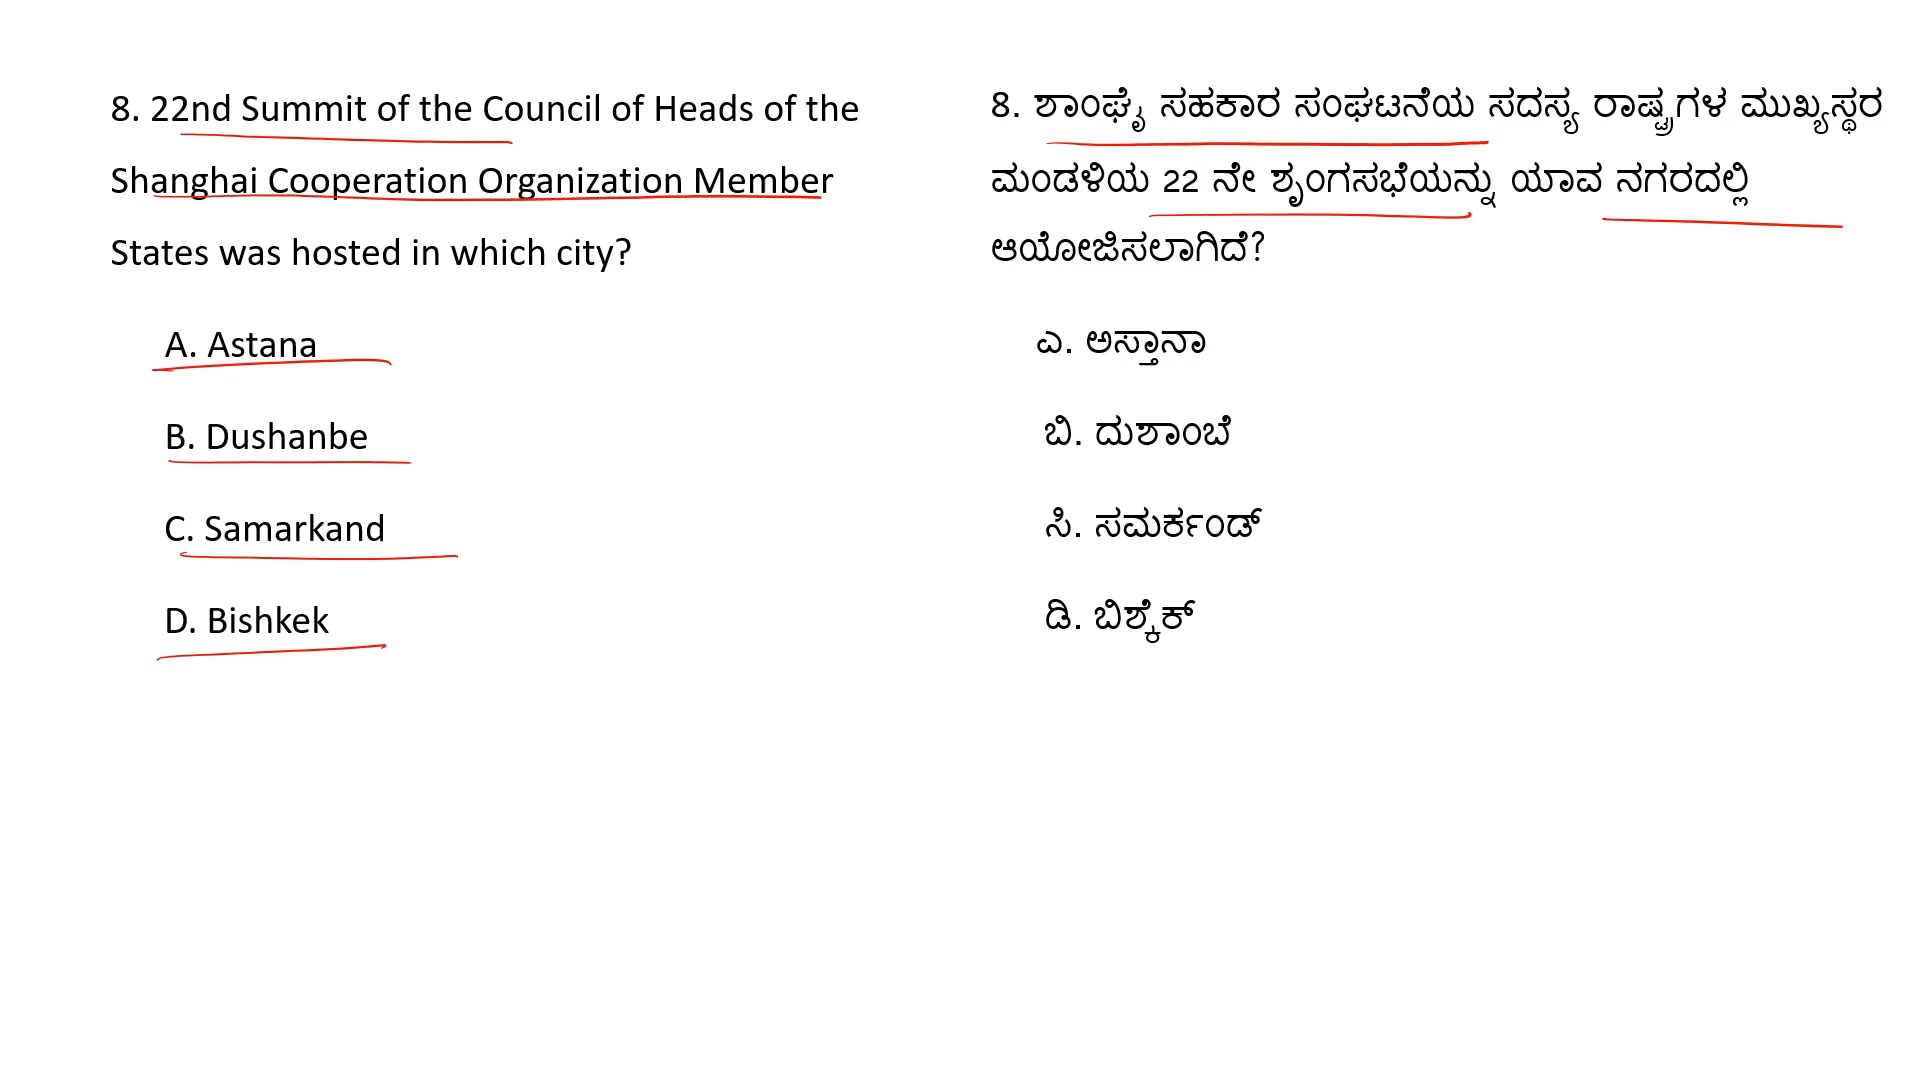 8. 22nd Summit of the Council of Heads of the
Shanghai Cooperation Organization Member
States was hosted in which city?
A. Astana
B. Dushanbe
C. Samarkand
D. Bishkek
8. ಶಾಂಘೈ ಸಹಕಾರ ಸಂಘಟನೆಯ ಸದಸ್ಯ ರಾಷ್ಟ್ರಗಳ ಮುಖ್ಯಸ್ಥರ
ಮಂಡಳಿಯ 22 ನೇ ಶೃಂಗಸಭೆಯನ್ನು ಯಾವ ನಗರದಲ್ಲಿ
ಆಯೋಜಿಸಲಾಗಿದೆ?
ಎ. ಅಸ್ತಾನಾ
ಬಿ. ದುಶಾಂಬೆ
ಸಿ. ಸಮರ್ಕಂಡ್
ಡಿ. ಬಿಶ್ಕೆಕ್